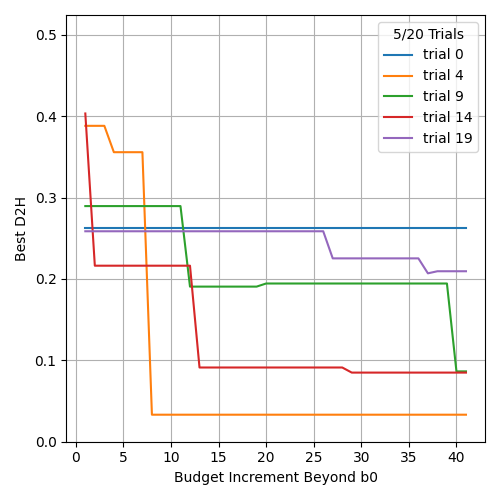 5/20 Trials
trial 0
trial 4
trial 9
trial 14
trial 19
Best D2H
0.5
0.4
0.3
0.2
0.1
0.0
0 5 10 15 20 25 30 35 40
Budget Increment Beyond b0